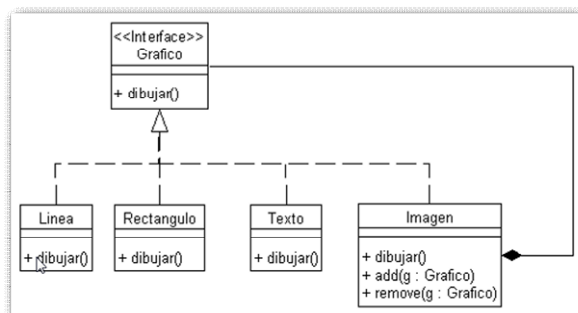 <<Interface>>
Grafico
+ dibujar()
Linea
+ dibujar()
Rectangulo
+ dibujar()
Texto
+ dibujar()
Imagen
+ dibujar()
+ add(g : Grafico)
+ remove(g : Grafico)